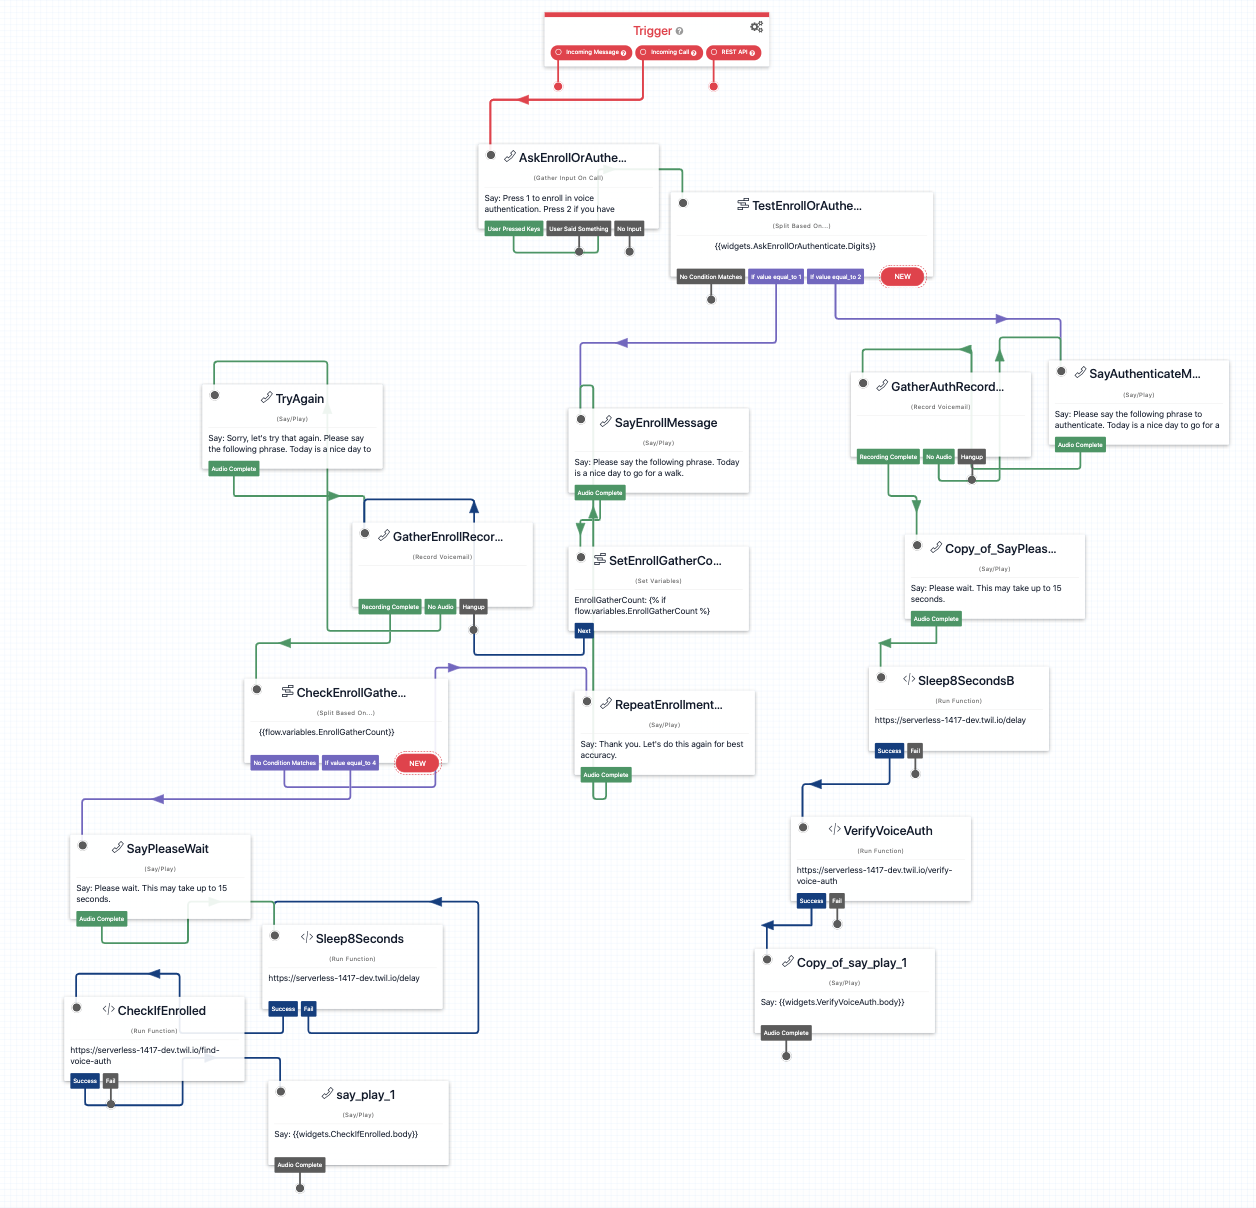 Trigger
Incoming Message
Incoming Call
REST API
AskEnrollOrAuthe...
(Gather Input On Call)
Say: Press 1 to enroll in voice
authentication. Press 2 if you have
User Pressed Keys
User Said Something
No Input
TestEnrollOrAuthe...
(Split Based On...)
{{widgets.AskEnrollOrAuthenticate.Digits}}
No Condition Matches
If value equal_to 1
If value equal_to 2
NEW
TryAgain
(Say/Play)
Say: Sorry, let's try that again. Please say
the following phrase. Today is a nice day to
Audio Complete
SayEnrollMessage
(Say/Play)
Say: Please say the following phrase. Today
is a nice day to go for a walk.
Audio Complete
GatherAuthRecord...
(Record Voicemail)
Recording Complete
No Audio
Hangup
SayAuthenticateM...
(Say/Play)
Say: Please say the following phrase to
authenticate. Today is a nice day to go for a
Audio Complete
GatherEnrollRecor...
(Record Voicemail)
Recording Complete
No Audio
Hangup
SetEnrollGatherCo...
(Set Variables)
EnrollGatherCount: {% if
flow.variables.EnrollGatherCount %}
Next
Copy_of_SayPleas...
(Say/Play)
Say: Please wait. This may take up to 15
seconds.
Audio Complete
CheckEnrollGathe...
(Split Based On...)
{{flow.variables.EnrollGatherCount}}
No Condition Matches
If value equal_to 4
NEW
RepeatEnrollment...
(Say/Play)
Say: Thank you. Let's do this again for best
accuracy.
Audio Complete
Sleep8SecondsB
(Run Function)
https://serverless-1417-dev.twil.io/delay
Success
Fail
SayPleaseWait
(Say/Play)
Say: Please wait. This may take up to 15
seconds.
Audio Complete
VerifyVoiceAuth
(Run Function)
https://serverless-1417-dev.twil.io/verify-
voice-auth
Success
Fail
Sleep8Seconds
(Run Function)
https://serverless-1417-dev.twil.io/delay
Success
Fail
Copy_of_say_play_1
(Say/Play)
Say: {{widgets.VerifyVoiceAuth.body}}
Audio Complete
CheckIfEnrolled
(Run Function)
https://serverless-1417-dev.twil.io/find-
voice-auth
Success
Fail
say_play_1
(Say/Play)
Say: {{widgets.CheckIfEnrolled.body}}
Audio Complete